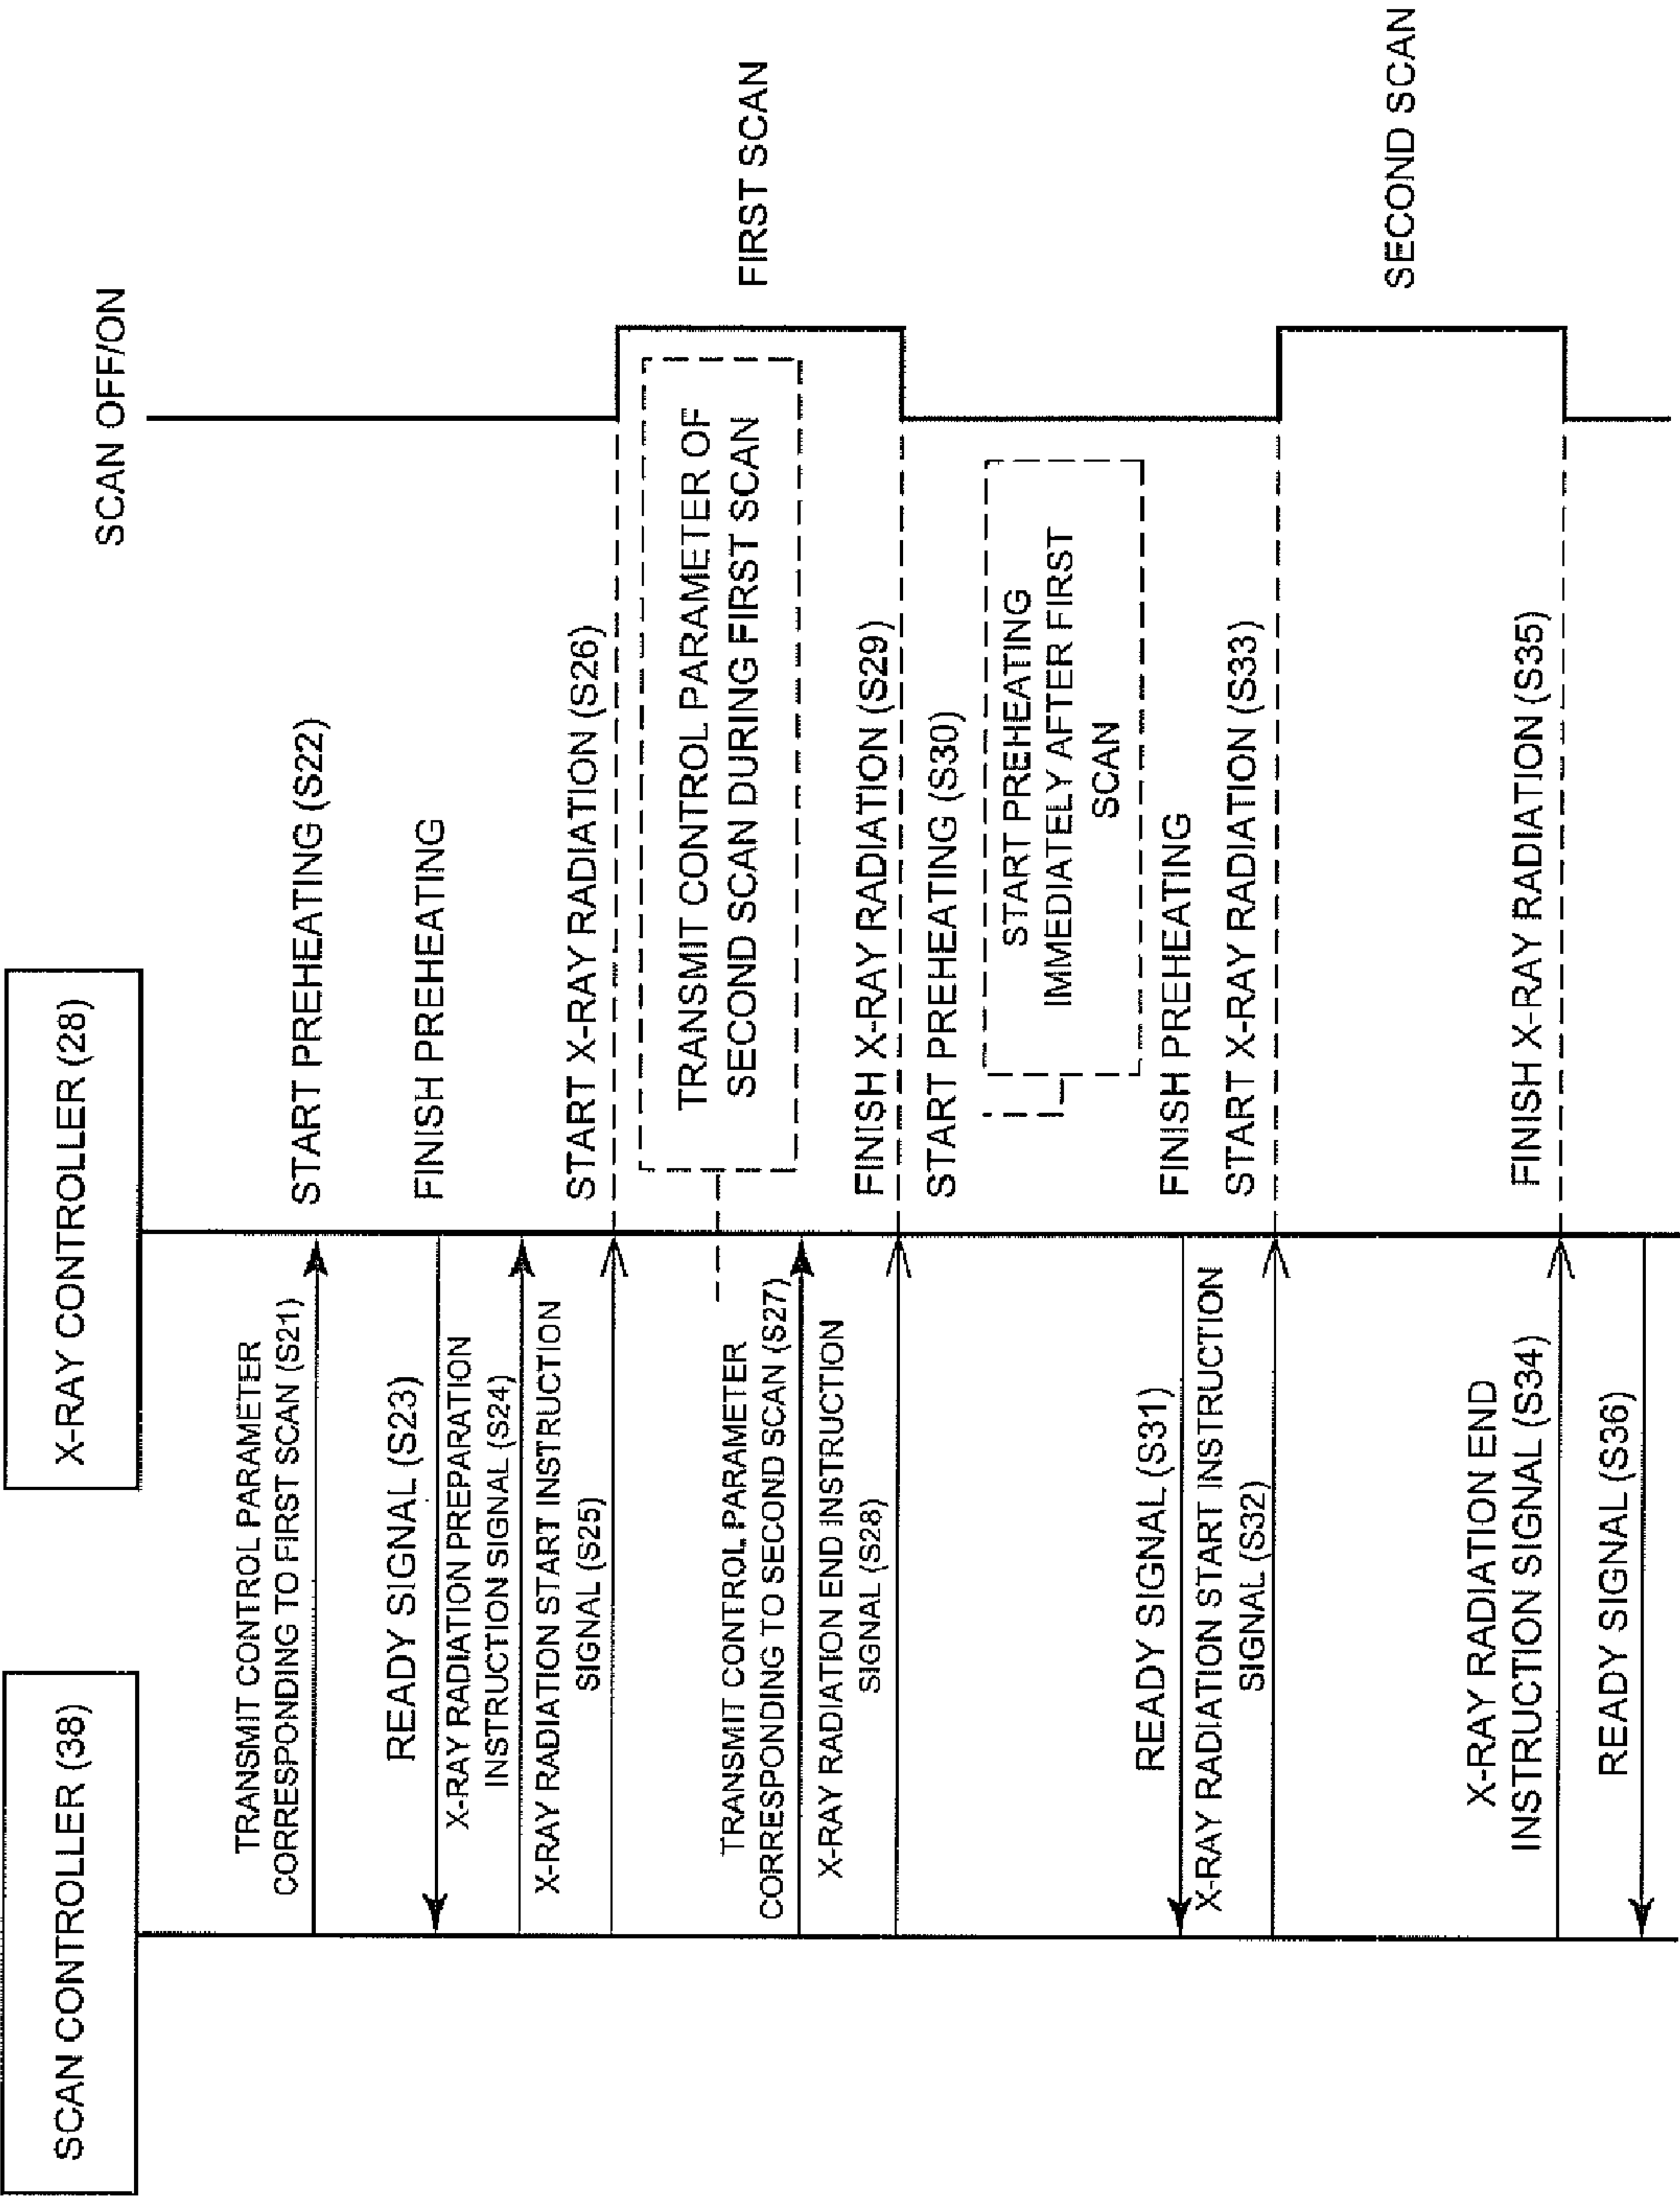 SCAN CONTROLLER (38)
X-RAY CONTROLLER (28)
SCAN OFF/ON
TRANSMIT CONTROL PARAMETER
CORRESPONDING TO FIRST SCAN (S21)
START PREHEATING (S22)
READY SIGNAL (S23)
FINISH PREHEATING
X-RAY RADIATION PREPARATION
INSTRUCTION SIGNAL (S24)
X-RAY RADIATION START INSTRUCTION
SIGNAL (S25)
START X-RAY RADIATION (S26)
TRANSMIT CONTROL PARAMETER OF
SECOND SCAN DURING FIRST SCAN
FIRST SCAN
TRANSMIT CONTROL PARAMETER
CORRESPONDING TO SECOND SCAN (S27)
X-RAY RADIATION END INSTRUCTION
SIGNAL (S28)
FINISH X-RAY RADIATION (S29)
START PREHEATING (S30)
START PREHEATING
IMMEDIATELY AFTER FIRST
SCAN
READY SIGNAL (S31)
FINISH PREHEATING
X-RAY RADIATION START INSTRUCTION
SIGNAL (S32)
START X-RAY RADIATION (S33)
SECOND SCAN
X-RAY RADIATION END
INSTRUCTION SIGNAL (S34)
FINISH X-RAY RADIATION (S35)
READY SIGNAL (S36)